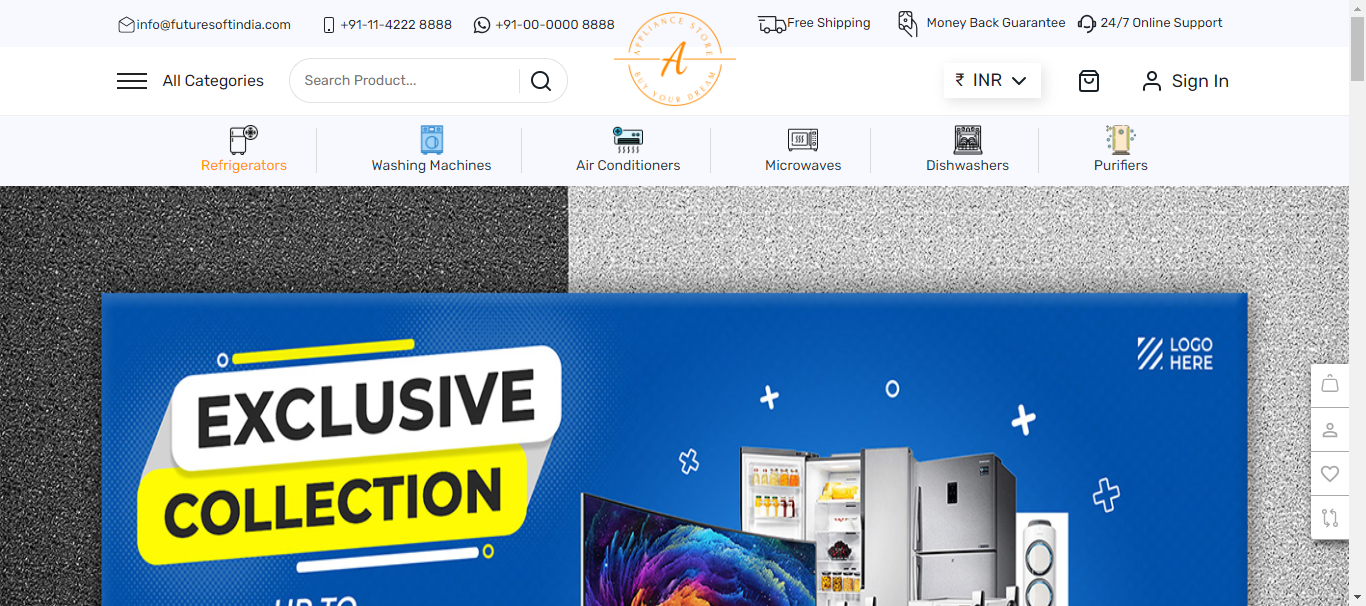 info@futuresoftindia.com +91-11-4222 8888 +91-00-0000 8888 Free Shipping Money Back Guarantee 24/7 Online Support
APPLIANCE STORE
A
BUY YOUR DREAM
All Categories Search Product... ₹ INR Sign In
Refrigerators Washing Machines Air Conditioners Microwaves Dishwashers Purifiers
LOGO
HERE
EXCLUSIVE
COLLECTION
UP TO